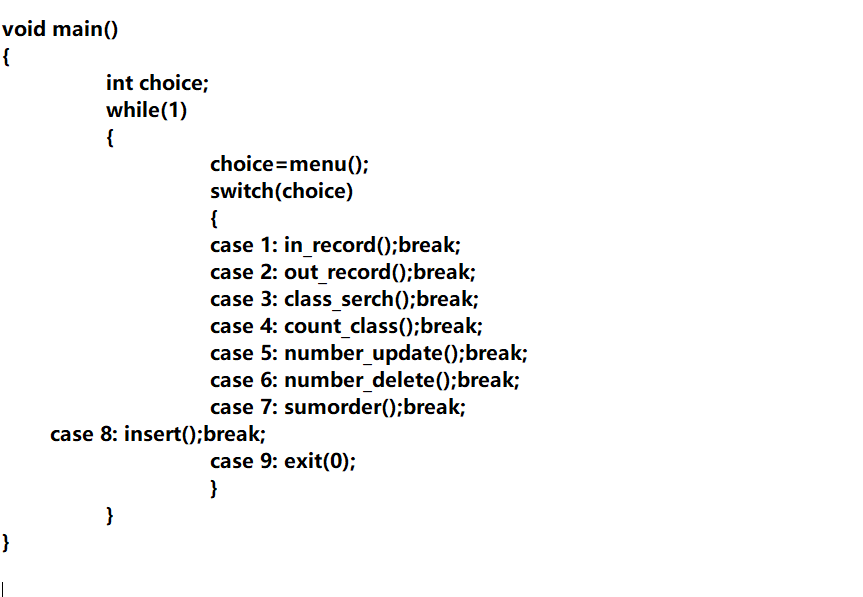 void main()
{
int choice;
while(1)
{
choice=menu();
switch(choice)
{
case 1: in_record();break;
case 2: out_record();break;
case 3: class_serch();break;
case 4: count_class();break;
case 5: number_update();break;
case 6: number_delete();break;
case 7: sumorder();break;
case 8: insert();break;
case 9: exit(0);
}
}
}